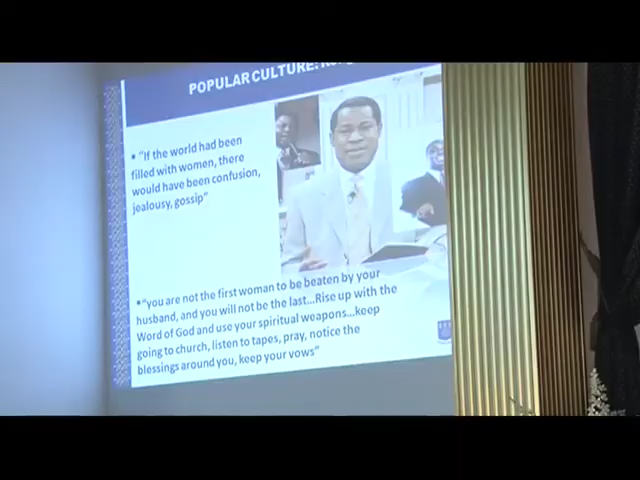 POPULAR CULTURE:
▪ "If the world had been
filled with women, there
would have been confusion,
jealousy, gossip"
▪"you are not the first woman to be beaten by your
husband, and you will not be the last...Rise up with the
Word of God and use your spiritual weapons...keep
going to church, listen to tapes, pray, notice the
blessings around you, keep your vows"